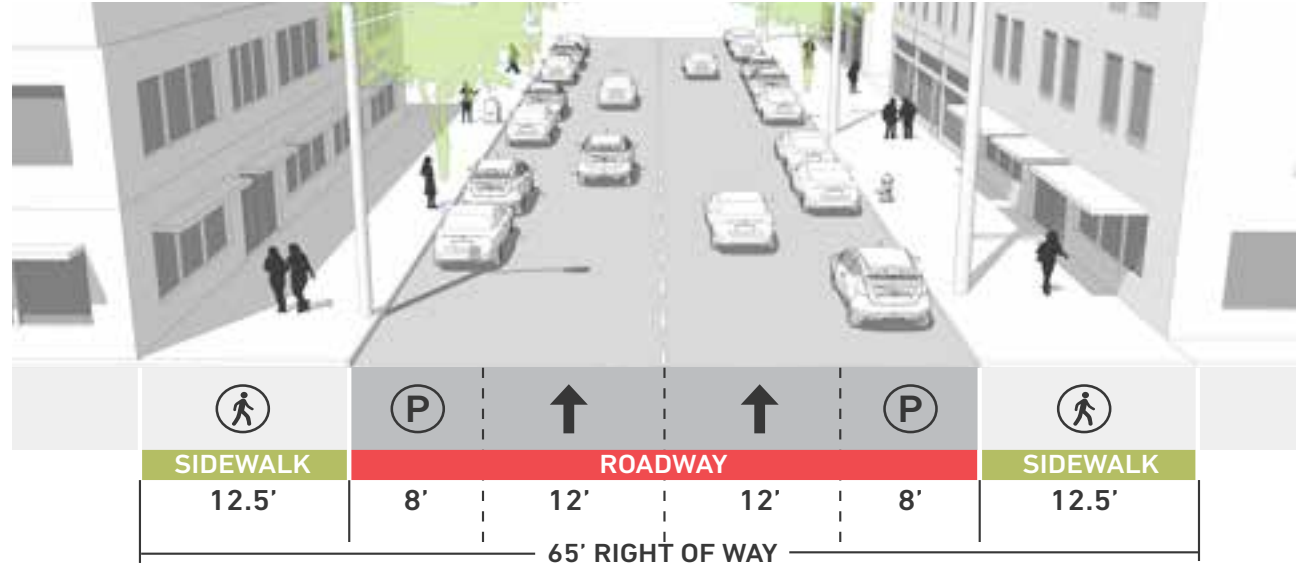 P P
SIDEWALK ROADWAY SIDEWALK
12.5’ 8’ 12’ 12’ 8’ 12.5’
65’ RIGHT OF WAY